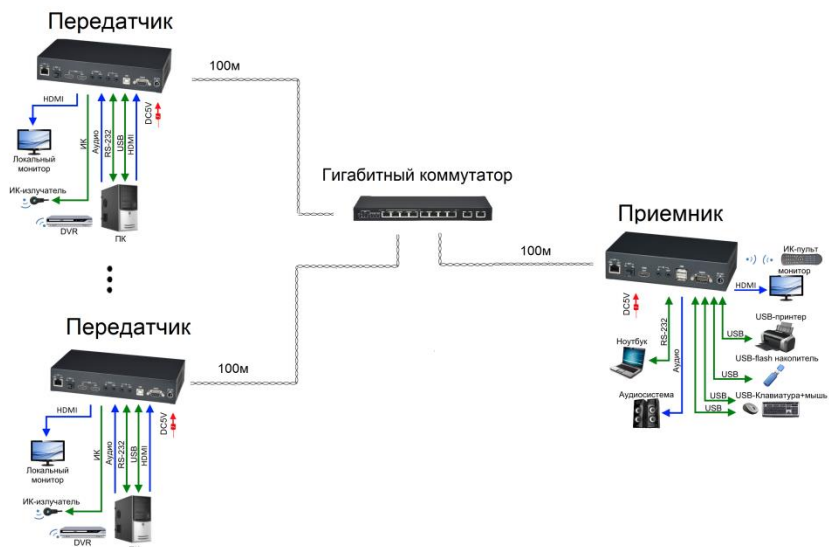 Передатчик
100м
HDMI
ИК
Аудио
RS-232
USB
HDMI
DC5V
Локальный
монитор
ИК-излучатель
DVR
ПК
Гигабитный коммутатор
Приемник
100м
ИК-пульт
монитор
HDMI
DC5V
RS-232
Аудио
USB-принтер
USB
Ноутбук
USB-flash накопитель
USB
Аудиосистема
USB
USB-Клавиатура+мышь
USB
Передатчик
100м
HDMI
ИК
Аудио
RS-232
USB
HDMI
DC5V
Локальный
монитор
ИК-излучатель
DVR